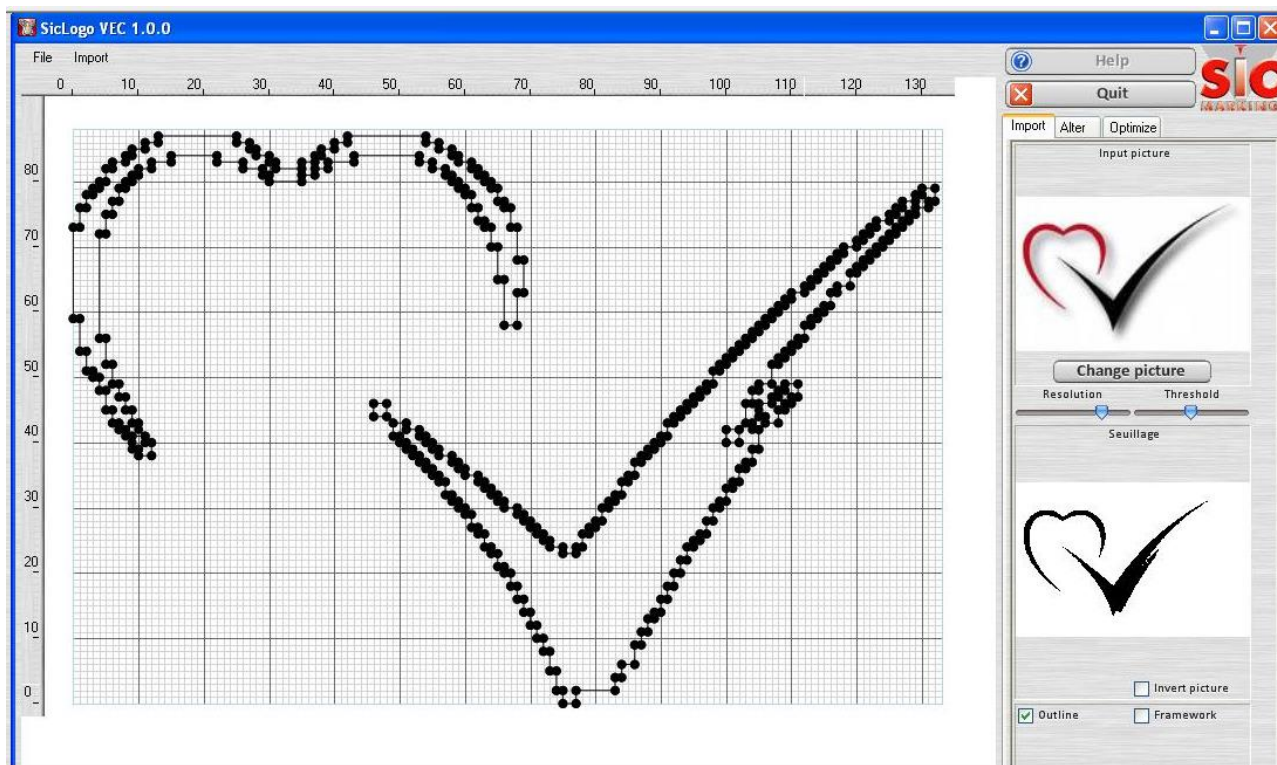 SicLogo VEC 1.0.0
File Import
Help
0 10 20 30 40 50 60 70 80 90 100 110 120 130
Quit
SIC
MARKING
Import Alter Optimize
Input picture
80
70
60
50
40
30
20
10
0
Change picture
Resolution Threshold
Seuillage
Invert picture
Outline Framework